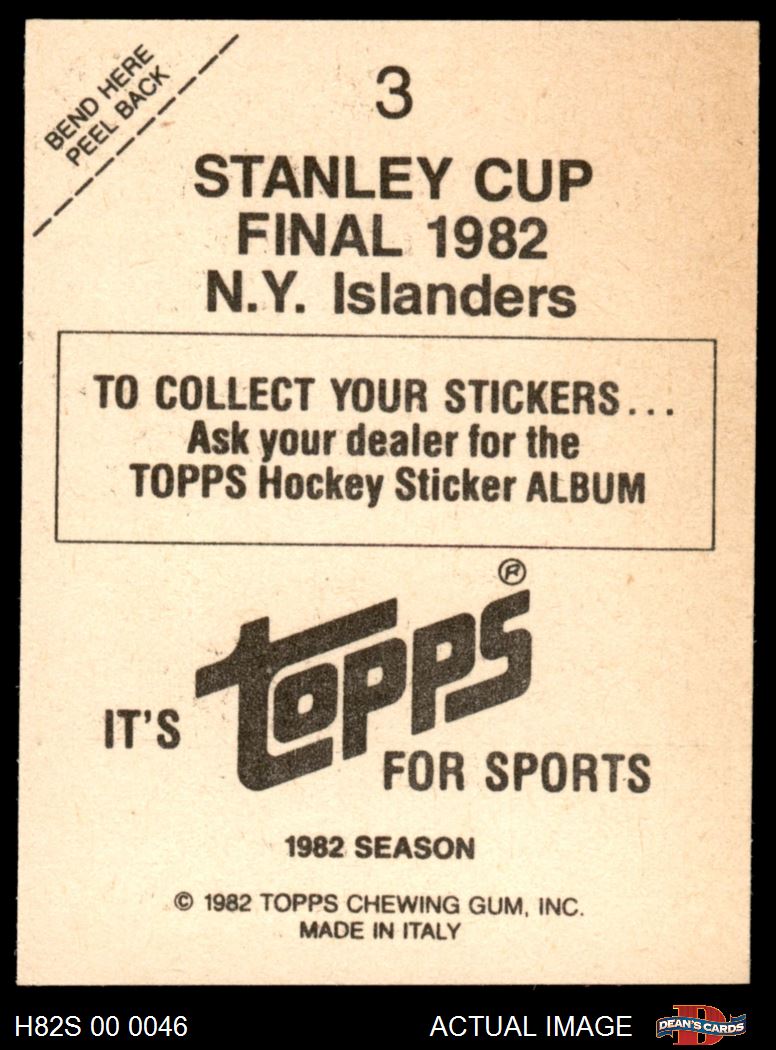 BEND HERE
PEEL BACK
3
STANLEY CUP
FINAL 1982
N.Y. Islanders
TO COLLECT YOUR STICKERS...
Ask your dealer for the
TOPPS Hockey Sticker ALBUM
IT'S
topps®
FOR SPORTS
1982 SEASON
© 1982 TOPPS CHEWING GUM, INC.
MADE IN ITALY
H82S 00 0046
ACTUAL IMAGE
D
DEAN'S CARDS